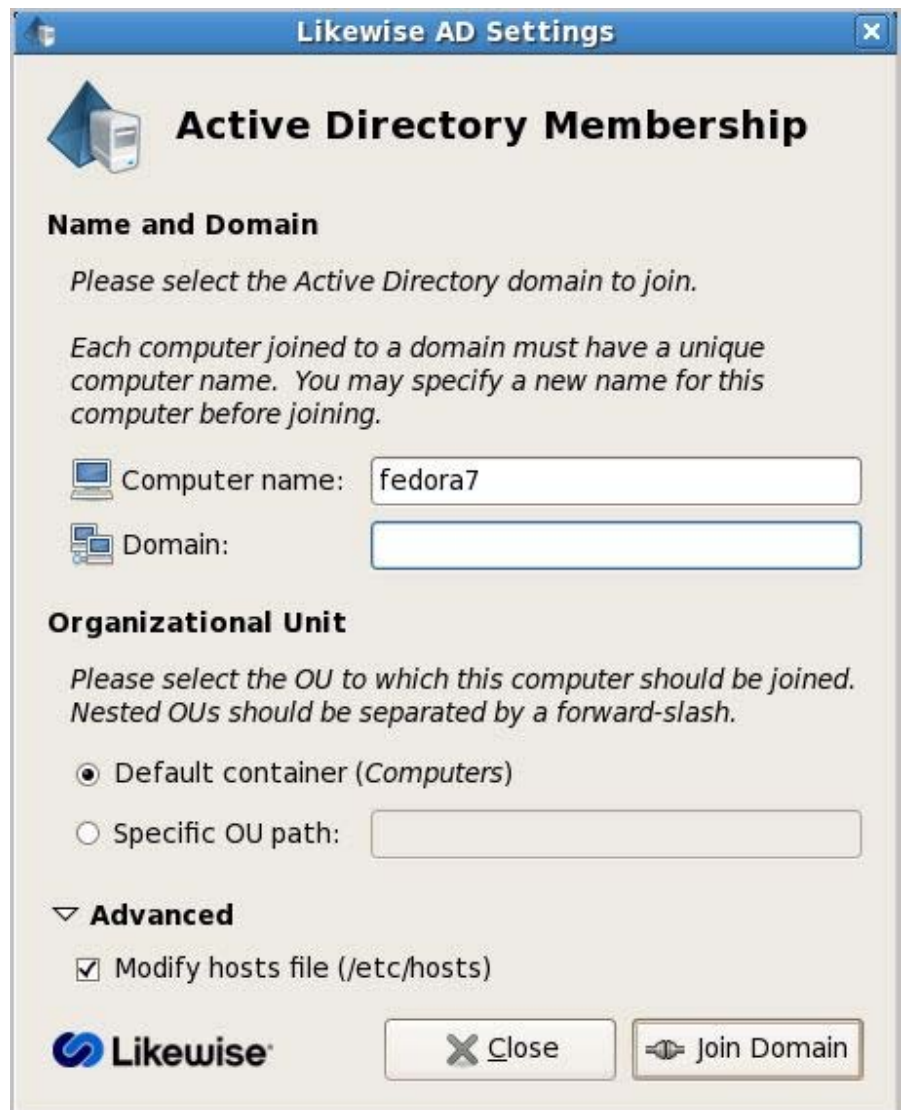 Likewise AD Settings
Active Directory Membership
Name and Domain
Please select the Active Directory domain to join.
Each computer joined to a domain must have a unique
computer name.  You may specify a new name for this
computer before joining.
Computer name: fedora7
Domain:
Organizational Unit
Please select the OU to which this computer should be joined.
Nested OUs should be separated by a forward-slash.
Default container (Computers)
Specific OU path:
Advanced
Modify hosts file (/etc/hosts)
Likewise Close Join Domain